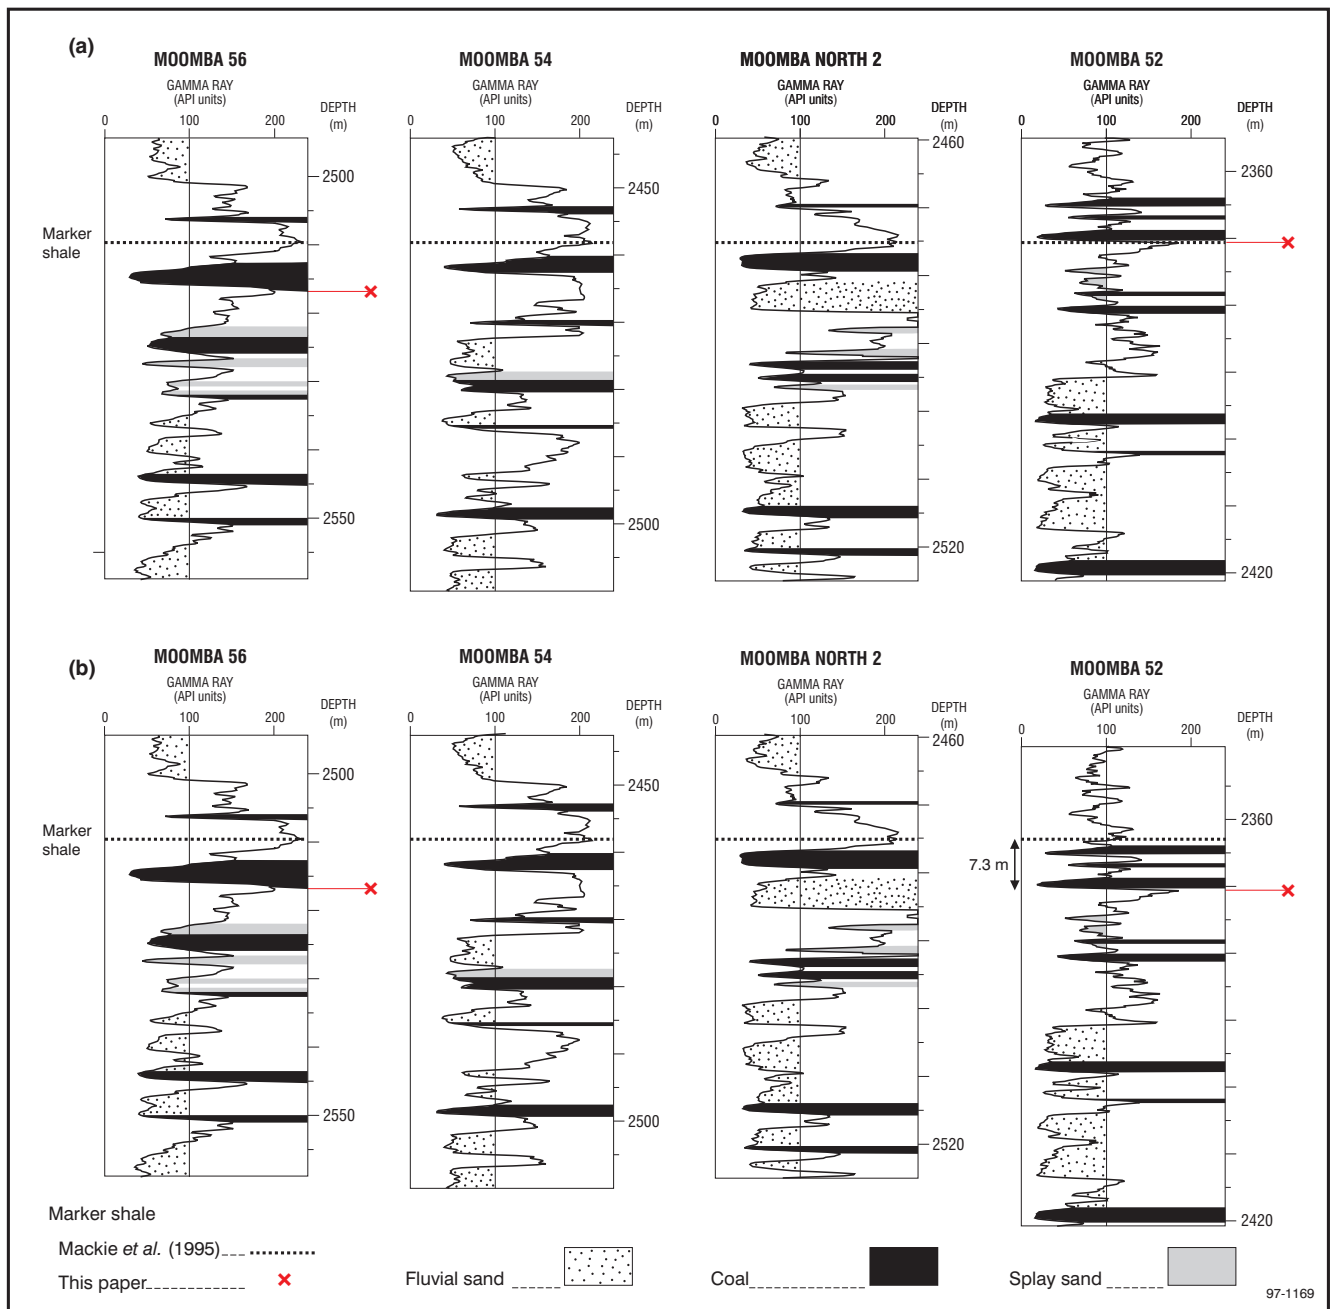 (a)
MOOMBA 56
MOOMBA 54
MOOMBA NORTH 2
MOOMBA 52
GAMMA RAY
(API units)
DEPTH
(m)
GAMMA RAY
(API units)
DEPTH
(m)
GAMMA RAY
(API units)
DEPTH
(m)
GAMMA RAY
(API units)
DEPTH
(m)
0 100 200
0 100 200
0 100 200
0 100 200
2500
2550
2450
2500
2460
2520
2360
2420
Marker
shale
(b)
MOOMBA 56
MOOMBA 54
MOOMBA NORTH 2
MOOMBA 52
GAMMA RAY
(API units)
DEPTH
(m)
GAMMA RAY
(API units)
DEPTH
(m)
GAMMA RAY
(API units)
DEPTH
(m)
GAMMA RAY
(API units)
DEPTH
(m)
0 100 200
0 100 200
0 100 200
0 100 200
2500
2550
2450
2500
2460
2520
2360
2420
Marker
shale
7.3 m
Marker shale
Mackie et al. (1995)
This paper
Fluvial sand
Coal
Splay sand
97-1169